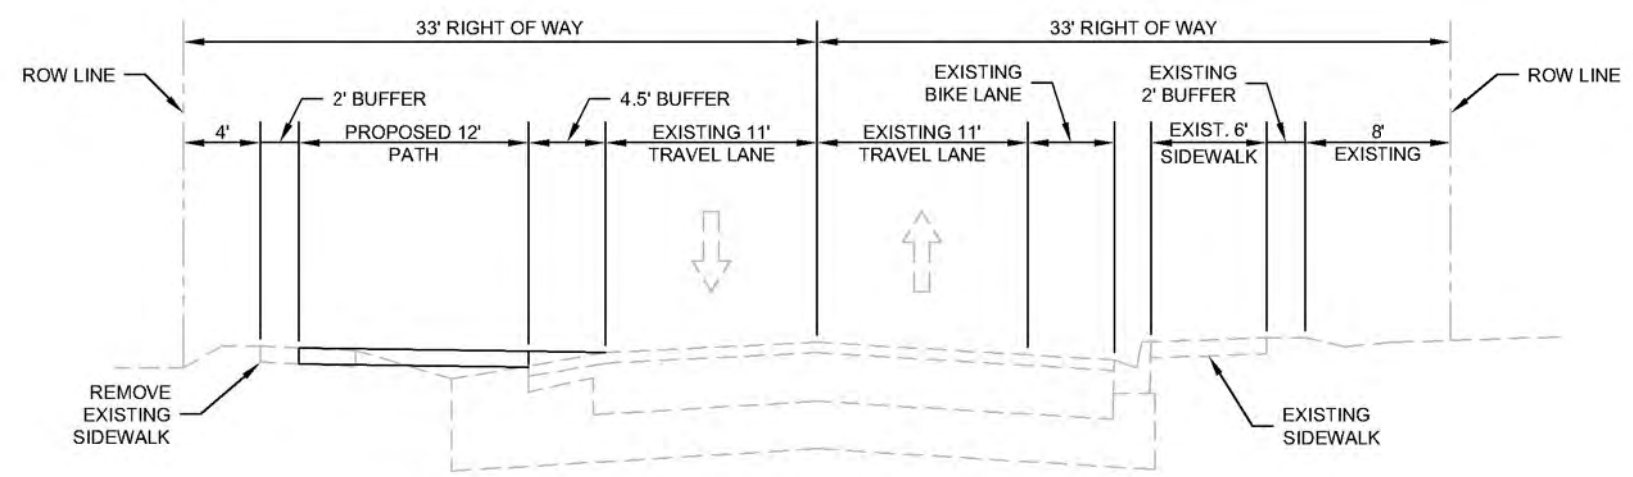 33' RIGHT OF WAY
33' RIGHT OF WAY
ROW LINE
2' BUFFER
4.5' BUFFER
EXISTING
BIKE LANE
EXISTING
2' BUFFER
ROW LINE
4'
PROPOSED 12'
PATH
EXISTING 11'
TRAVEL LANE
EXISTING 11'
TRAVEL LANE
EXIST. 6'
SIDEWALK
8'
EXISTING
REMOVE
EXISTING
SIDEWALK
EXISTING
SIDEWALK